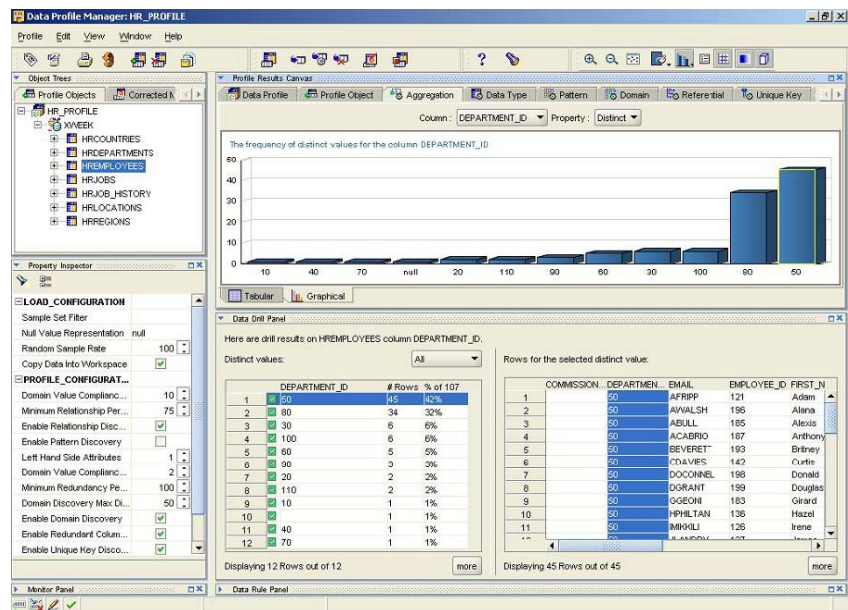 Data Profile Manager: HR_PROFILE
Profile Edit View Window Help
Object Trees
Profile Objects Corrected M
HR_PROFILE
XWEEK
HRCOUNTRIES
HRDEPARTMENTS
HREMPLOYEES
HRJOBS
HRJOB_HISTORY
HRLOCATIONS
HRREGIONS
Property Inspector
LOAD_CONFIGURATION
Sample Set Filter
Null Value Representation null
Random Sample Rate 100
Copy Data Into Workspace
PROFILE_CONFIGURAT...
Domain Value Complianc... 10
Minimum Relationship Per... 75
Enable Relationship Disc...
Enable Pattern Discovery
Left Hand Side Attributes 1
Domain Value Complianc... 2
Minimum Redundancy Pe... 100
Domain Discovery Max Di... 50
Enable Domain Discovery
Enable Redundant Colum...
Enable Unique Key Disco...
Monitor Panel
Profile Results Canvas
Data Profile Profile Object Aggregation Data Type Pattern Domain Referential Unique Key
Column : DEPARTMENT_ID Property : Distinct
The frequency of distinct values for the column DEPARTMENT_ID
50
40
30
20
10
0
10 40 70 null 20 110 90 60 30 100 80 50
Tabular Graphical
Data Drill Panel
Here are drill results on HREMPLOYEES column DEPARTMENT_ID.
Distinct values: All
DEPARTMENT_ID # Rows % of 107
1 50 45 42%
2 80 34 32%
3 30 6 6%
4 100 6 6%
5 60 5 5%
6 90 3 3%
7 20 2 2%
8 110 2 2%
9 10 1 1%
10 1 1%
11 40 1 1%
12 70 1 1%
Displaying 12 Rows out of 12 more
Rows for the selected distinct value:
COMMISSION... DEPARTMEN... EMAIL EMPLOYEE_ID FIRST_N
1 50 AFRIPP 121 Adam
2 50 AWALSH 196 Alana
3 50 ABULL 185 Alexis
4 50 ACABRIO 187 Anthony
5 50 BEVERET 193 Britney
6 50 CDAVIES 142 Curtis
7 50 DOCONNEL 198 Donald
8 50 DGRANT 199 Douglas
9 50 GGEONI 183 Girard
10 50 HPHILTAN 136 Hazel
11 50 IMIKKILI 126 Irene
Displaying 45 Rows out of 45 more
Data Rule Panel